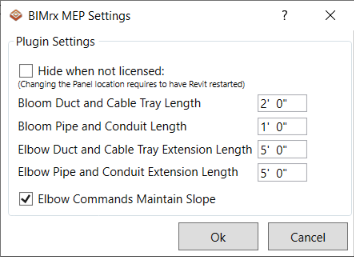 BIMrx MEP Settings
?
Plugin Settings
Hide when not licensed:
(Changing the Panel location requires to have Revit restarted)
Bloom Duct and Cable Tray Length 2' 0"
Bloom Pipe and Conduit Length 1' 0"
Elbow Duct and Cable Tray Extension Length 5' 0"
Elbow Pipe and Conduit Extension Length 5' 0"
Elbow Commands Maintain Slope
Ok Cancel